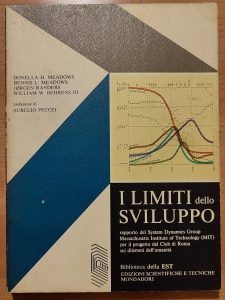 DONELLA H. MEADOWS
DENNIS L. MEADOWS
JØRGEN RANDERS
WILLIAM W. BEHRENS III
prefazione di
AURELIO PECCEI
I LIMITI dello
SVILUPPO
rapporto del System Dynamics Group
Massachusetts Institute of Technology (MIT)
per il progetto del Club di Roma
sui dilemmi dell'umanità
Biblioteca della EST
EDIZIONI SCIENTIFICHE E TECNICHE
MONDADORI